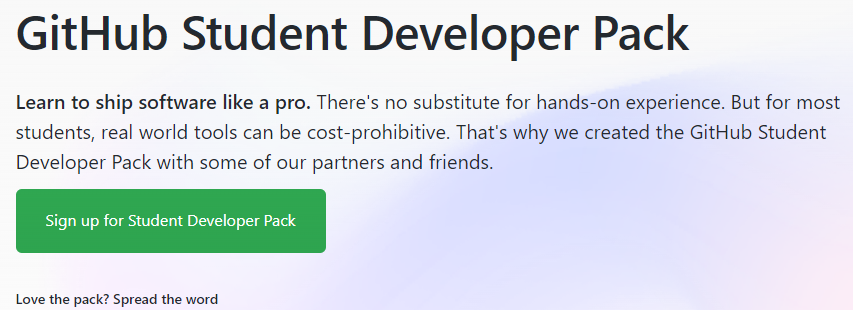 GitHub Student Developer Pack
Learn to ship software like a pro. There's no substitute for hands-on experience. But for most
students, real world tools can be cost-prohibitive. That's why we created the GitHub Student
Developer Pack with some of our partners and friends.
Sign up for Student Developer Pack
Love the pack? Spread the word